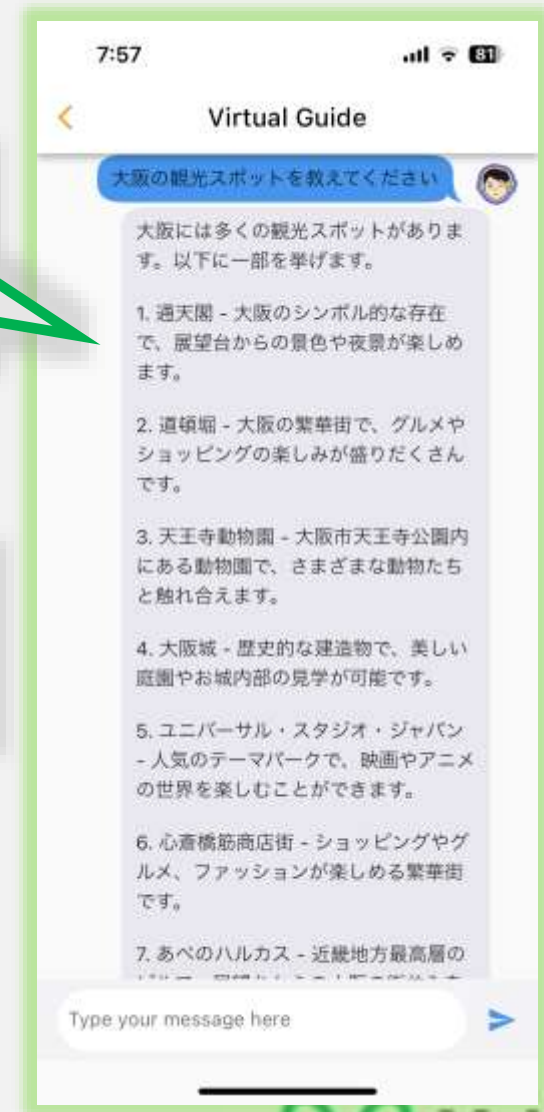 7:57
81
Virtual Guide
大阪の観光スポットを教えてください
大阪には多くの観光スポットがありま
す。以下に一部を挙げます。
1. 通天閣 - 大阪のシンボル的な存在
で、展望台からの景色や夜景が楽しめ
ます。
2. 道頓堀 - 大阪の繁華街で、グルメや
ショッピングの楽しみが盛りだくさん
です。
3. 天王寺動物園 - 大阪市天王寺公園内
にある動物園で、さまざまな動物たち
と触れ合えます。
4. 大阪城 - 歴史的な建造物で、美しい
庭園やお城内部の見学が可能です。
5. ユニバーサル・スタジオ・ジャパン
- 人気のテーマパークで、映画やアニメ
の世界を楽しむことができます。
6. 心斎橋筋商店街 - ショッピングやグ
ルメ、ファッションが楽しめる繁華街
です。
7. あべのハルカス - 近畿地方最高層の
Type your message here